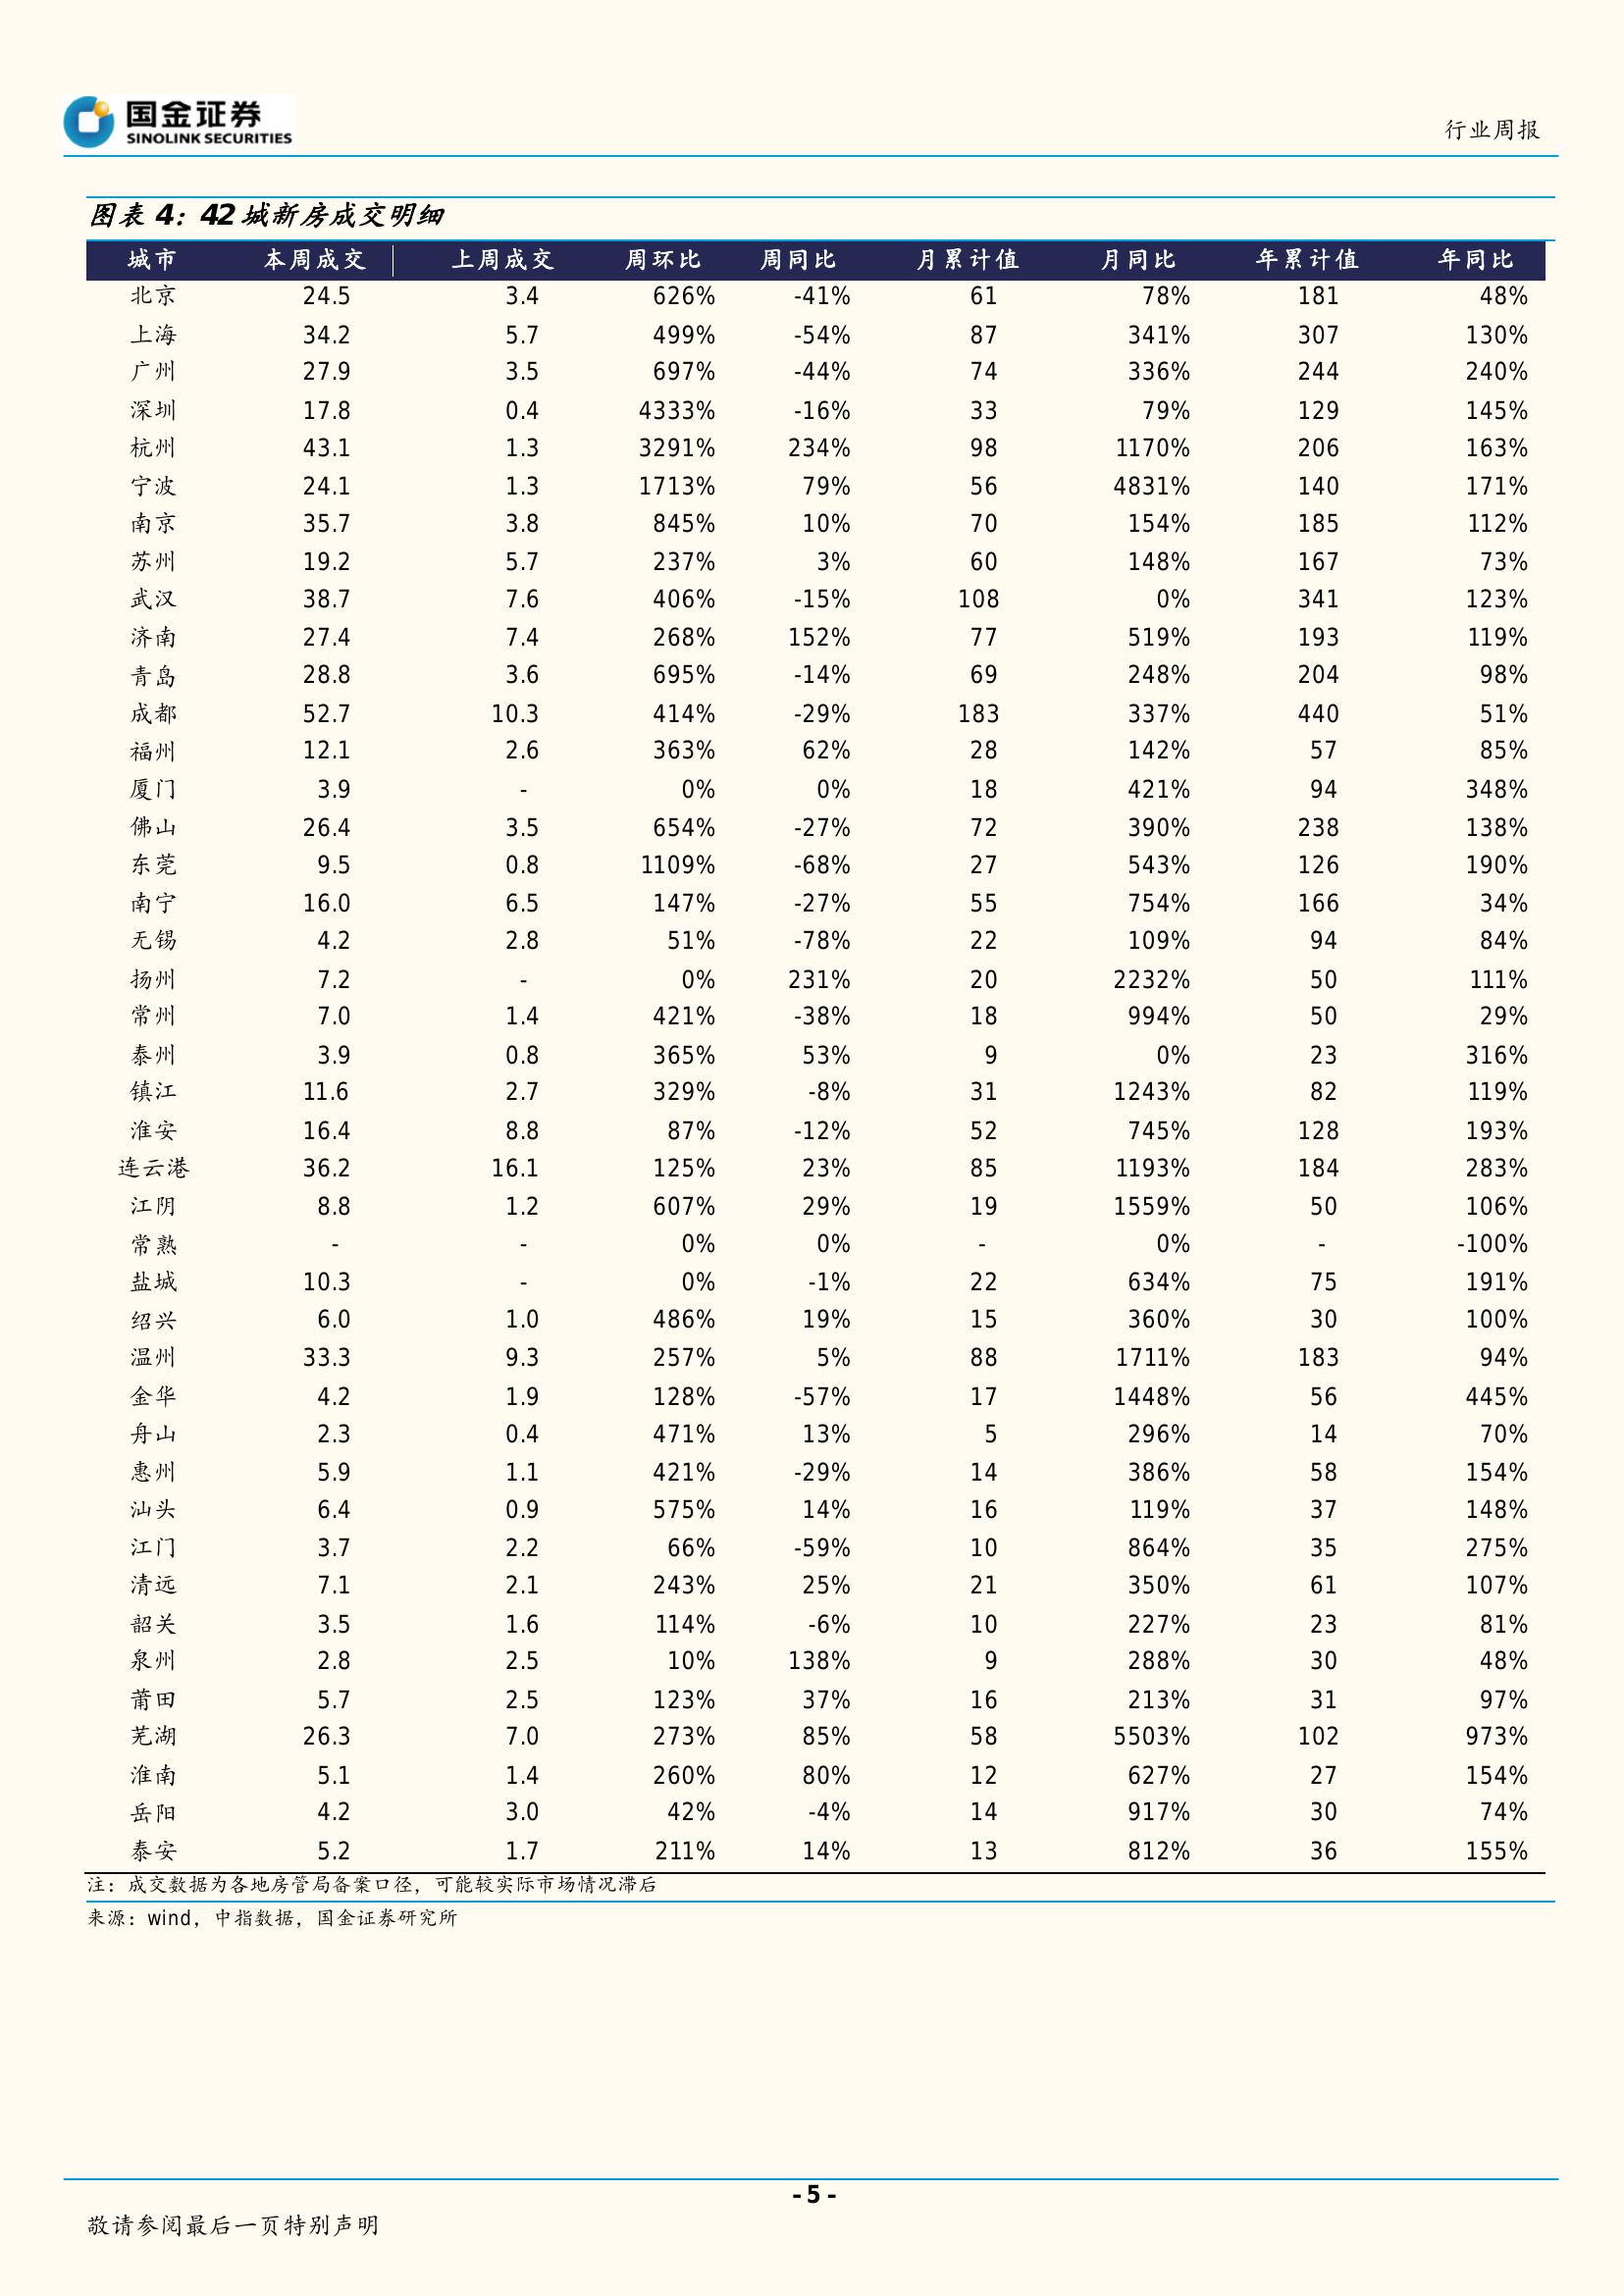 国金证券
SINOLINK SECURITIES
行业周报
图表 4：42 城新房成交明细
城市 本周成交 上周成交 周环比 周同比 月累计值 月同比 年累计值 年同比
北京 24.5 3.4 626% -41% 61 78% 181 48%
上海 34.2 5.7 499% -54% 87 341% 307 130%
广州 27.9 3.5 697% -44% 74 336% 244 240%
深圳 17.8 0.4 4333% -16% 33 79% 129 145%
杭州 43.1 1.3 3291% 234% 98 1170% 206 163%
宁波 24.1 1.3 1713% 79% 56 4831% 140 171%
南京 35.7 3.8 845% 10% 70 154% 185 112%
苏州 19.2 5.7 237% 3% 60 148% 167 73%
武汉 38.7 7.6 406% -15% 108 0% 341 123%
济南 27.4 7.4 268% 152% 77 519% 193 119%
青岛 28.8 3.6 695% -14% 69 248% 204 98%
成都 52.7 10.3 414% -29% 183 337% 440 51%
福州 12.1 2.6 363% 62% 28 142% 57 85%
厦门 3.9 - 0% 0% 18 421% 94 348%
佛山 26.4 3.5 654% -27% 72 390% 238 138%
东莞 9.5 0.8 1109% -68% 27 543% 126 190%
南宁 16.0 6.5 147% -27% 55 754% 166 34%
无锡 4.2 2.8 51% -78% 22 109% 94 84%
扬州 7.2 - 0% 231% 20 2232% 50 111%
常州 7.0 1.4 421% -38% 18 994% 50 29%
泰州 3.9 0.8 365% 53% 9 0% 23 316%
镇江 11.6 2.7 329% -8% 31 1243% 82 119%
淮安 16.4 8.8 87% -12% 52 745% 128 193%
连云港 36.2 16.1 125% 23% 85 1193% 184 283%
江阴 8.8 1.2 607% 29% 19 1559% 50 106%
常熟 - - 0% 0% - 0% - -100%
盐城 10.3 - 0% -1% 22 634% 75 191%
绍兴 6.0 1.0 486% 19% 15 360% 30 100%
温州 33.3 9.3 257% 5% 88 1711% 183 94%
金华 4.2 1.9 128% -57% 17 1448% 56 445%
舟山 2.3 0.4 471% 13% 5 296% 14 70%
惠州 5.9 1.1 421% -29% 14 386% 58 154%
汕头 6.4 0.9 575% 14% 16 119% 37 148%
江门 3.7 2.2 66% -59% 10 864% 35 275%
清远 7.1 2.1 243% 25% 21 350% 61 107%
韶关 3.5 1.6 114% -6% 10 227% 23 81%
泉州 2.8 2.5 10% 138% 9 288% 30 48%
莆田 5.7 2.5 123% 37% 16 213% 31 97%
芜湖 26.3 7.0 273% 85% 58 5503% 102 973%
淮南 5.1 1.4 260% 80% 12 627% 27 154%
岳阳 4.2 3.0 42% -4% 14 917% 30 74%
泰安 5.2 1.7 211% 14% 13 812% 36 155%
注：成交数据为各地房管局备案口径，可能较实际市场情况滞后
来源：wind，中指数据，国金证券研究所
- 5 -
敬请参阅最后一页特别声明